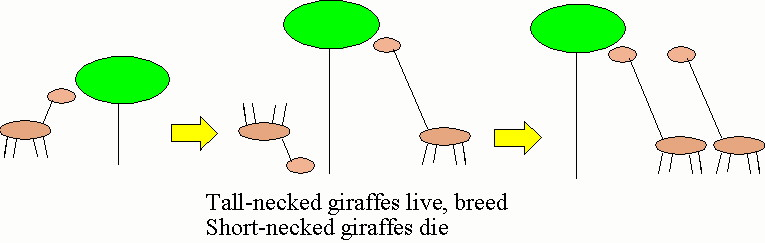 Tall-necked giraffes live, breed
Short-necked giraffes die